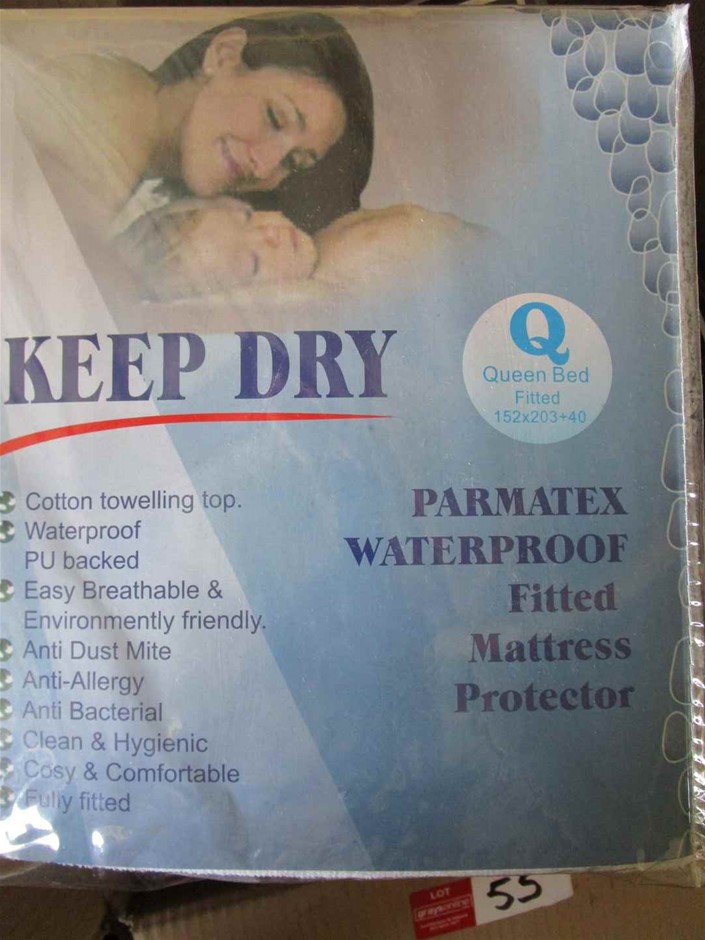 KEEP DRY
Q
Queen Bed
Fitted
152x203+40
Cotton towelling top.
Waterproof
PU backed
Easy Breathable &
Environmently friendly.
Anti Dust Mite
Anti-Allergy
Anti Bacterial
Clean & Hygienic
Cosy & Comfortable
Fully fitted
PARMATEX
WATERPROOF
Fitted
Mattress
Protector
LOT
graysonline
55